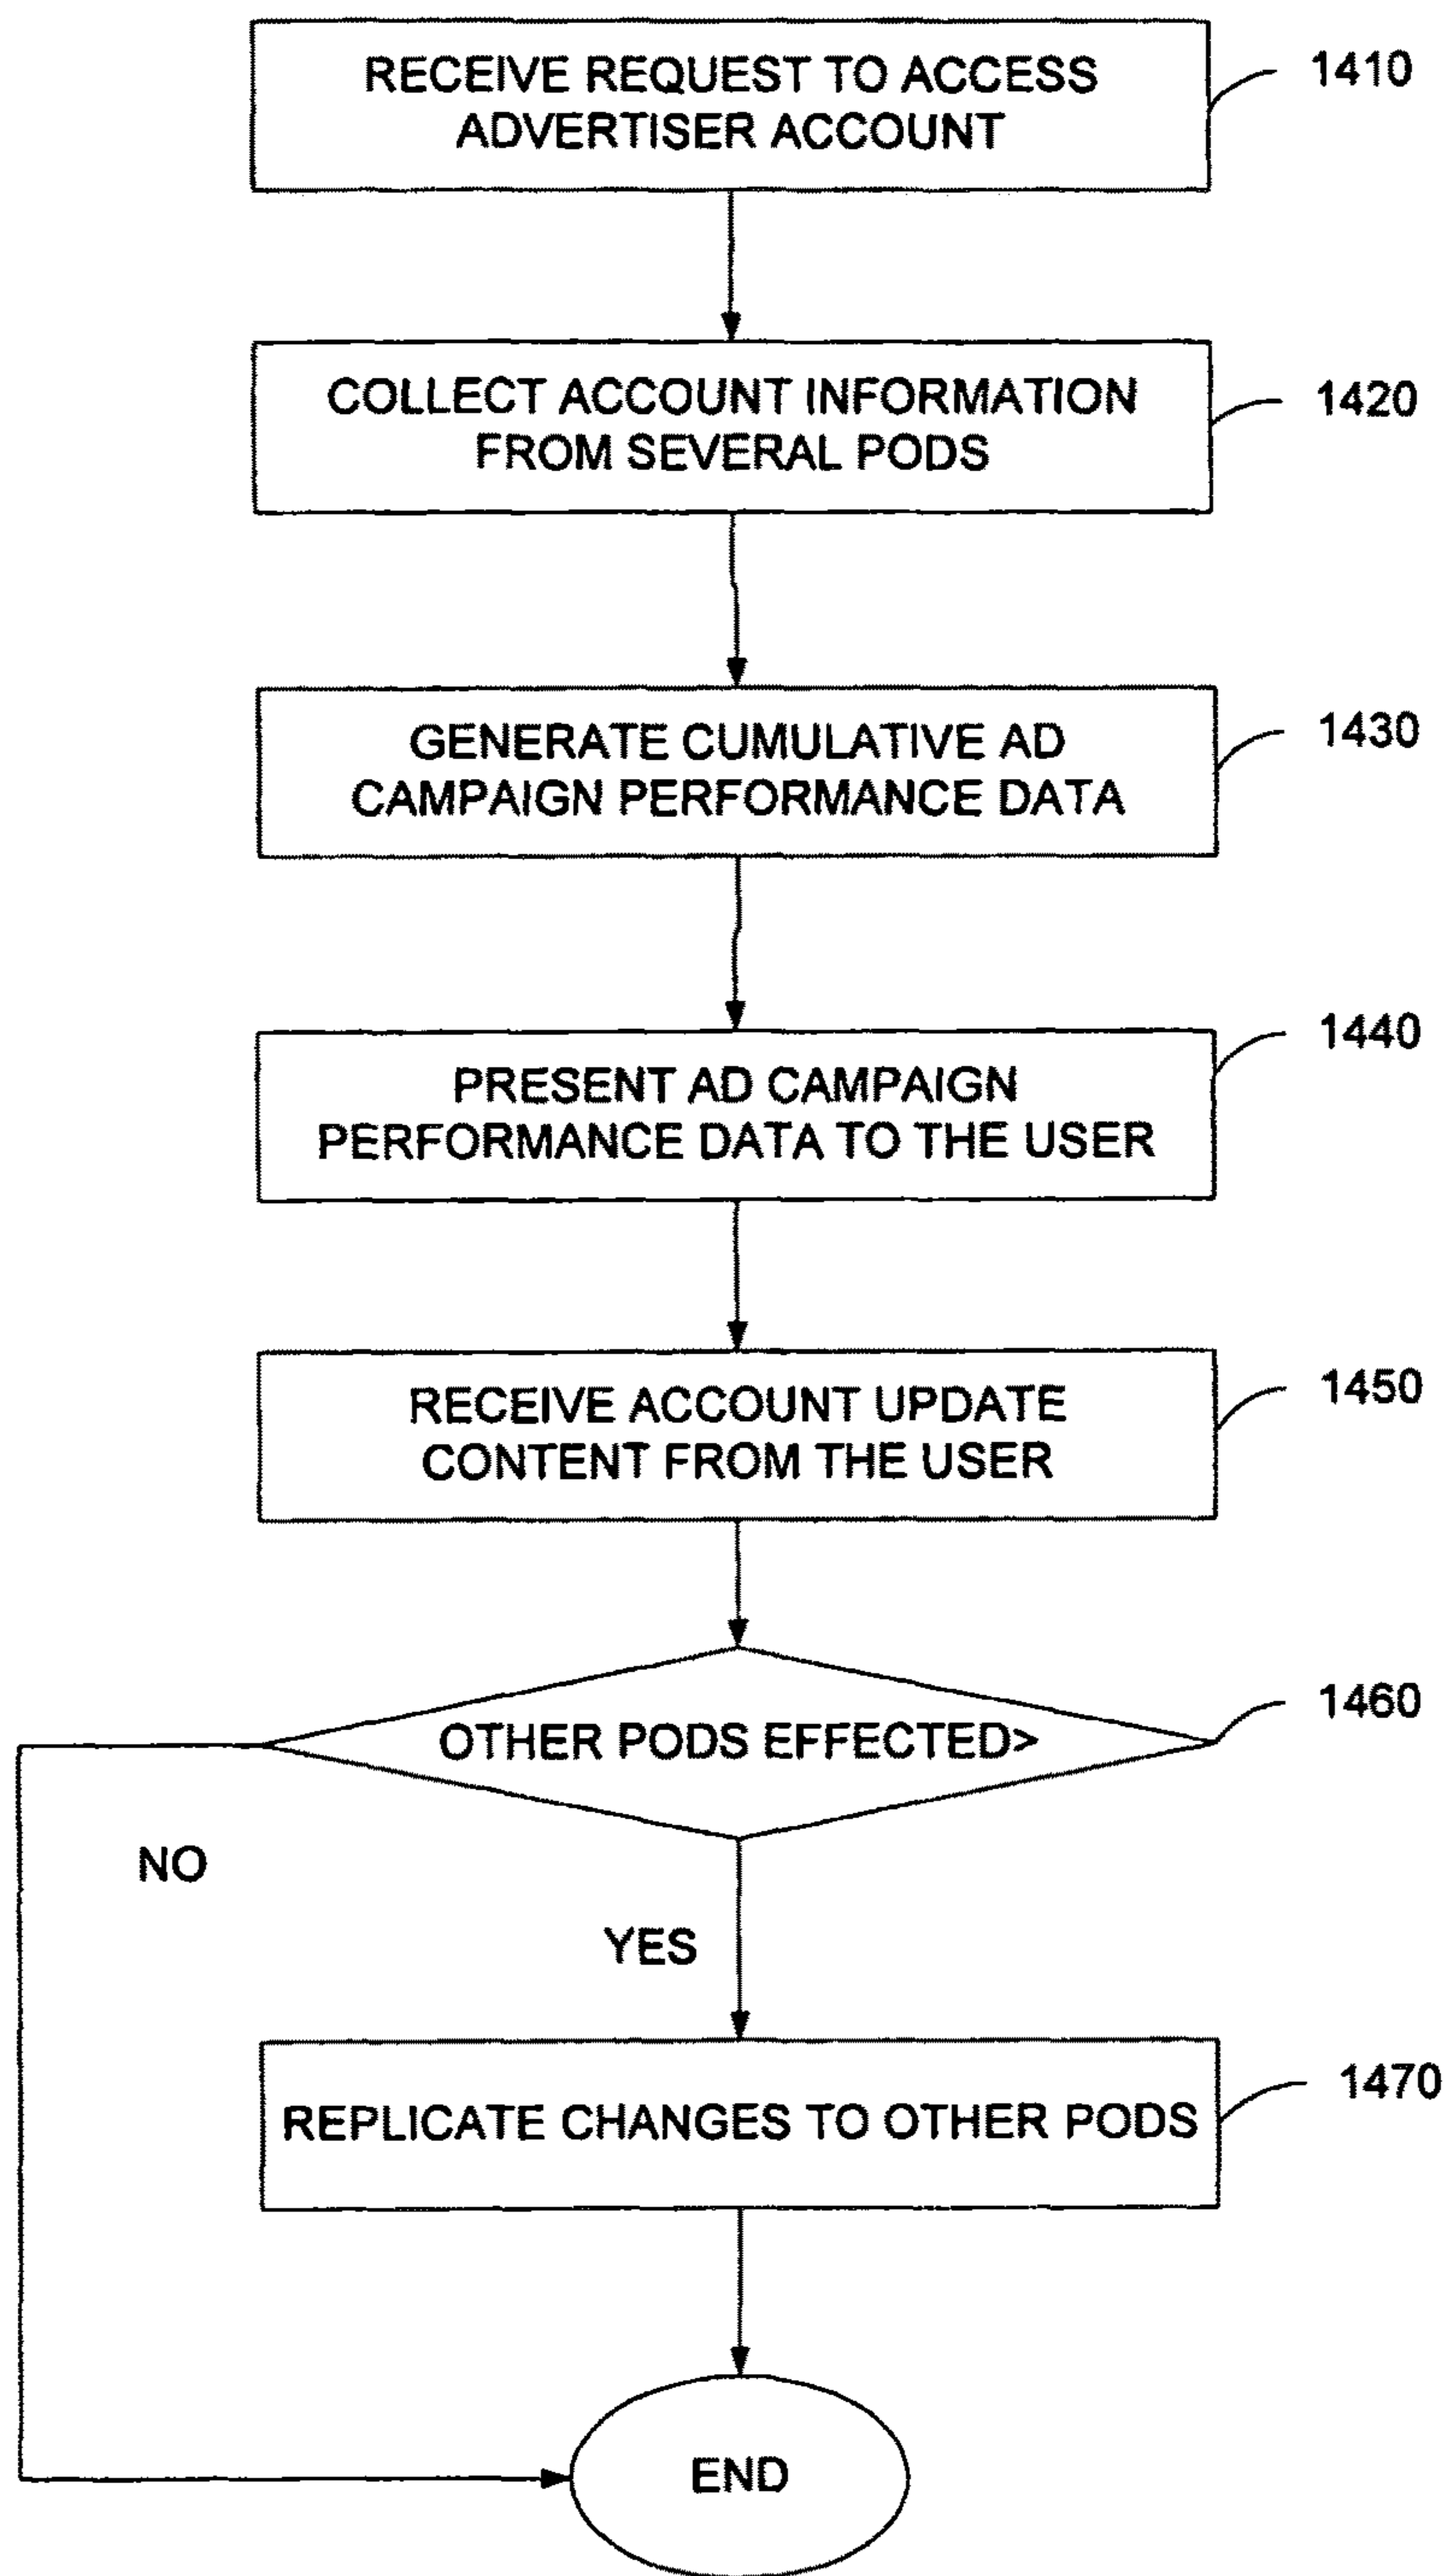 RECEIVE REQUEST TO ACCESS
ADVERTISER ACCOUNT
1410
COLLECT ACCOUNT INFORMATION
FROM SEVERAL PODS
1420
GENERATE CUMULATIVE AD
CAMPAIGN PERFORMANCE DATA
1430
PRESENT AD CAMPAIGN
PERFORMANCE DATA TO THE USER
1440
RECEIVE ACCOUNT UPDATE
CONTENT FROM THE USER
1450
OTHER PODS EFFECTED>
1460
NO
YES
REPLICATE CHANGES TO OTHER PODS
1470
END